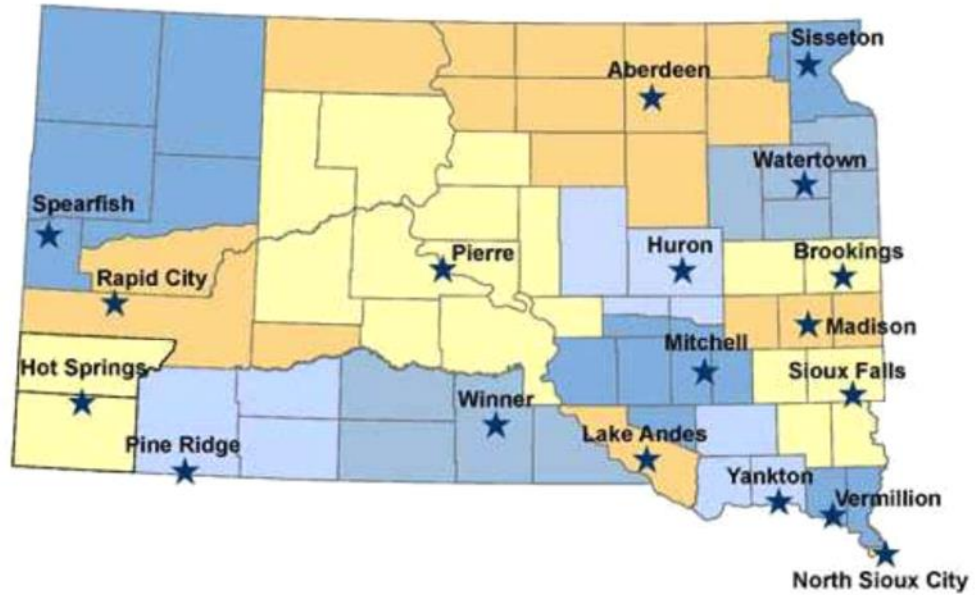 Sisseton
Aberdeen
Watertown
Spearfish
Huron
Pierre
Brookings
Rapid City
Madison
Mitchell
Hot Springs
Sioux Falls
Winner
Lake Andes
Pine Ridge
Yankton
Vermillion
North Sioux City